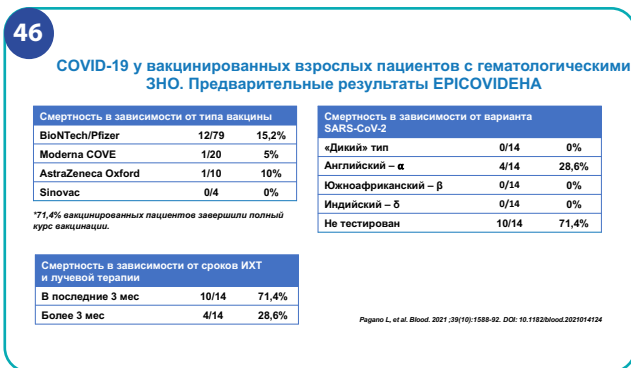 46
COVID-19 у вакцинированных взрослых пациентов с гематологическими
ЗНО. Предварительные результаты EPICOVIDEHA
Смертность в зависимости от типа вакцины
BioNTech/Pfizer 12/79 15,2%
Moderna COVE 1/20 5%
AstraZeneca Oxford 1/10 10%
Sinovac 0/4 0%
*71,4% вакцинированных пациентов завершили полный
курс вакцинации.
Смертность в зависимости от варианта
SARS-CoV-2
«Дикий» тип 0/14 0%
Английский – α 4/14 28,6%
Южноафриканский – β 0/14 0%
Индийский – δ 0/14 0%
Не тестирован 10/14 71,4%
Смертность в зависимости от сроков ИХТ
и лучевой терапии
В последние 3 мес 10/14 71,4%
Более 3 мес 4/14 28,6%
Pagano L, et al. Blood. 2021 ;39(10):1588-92. DOI: 10.1182/blood.2021014124